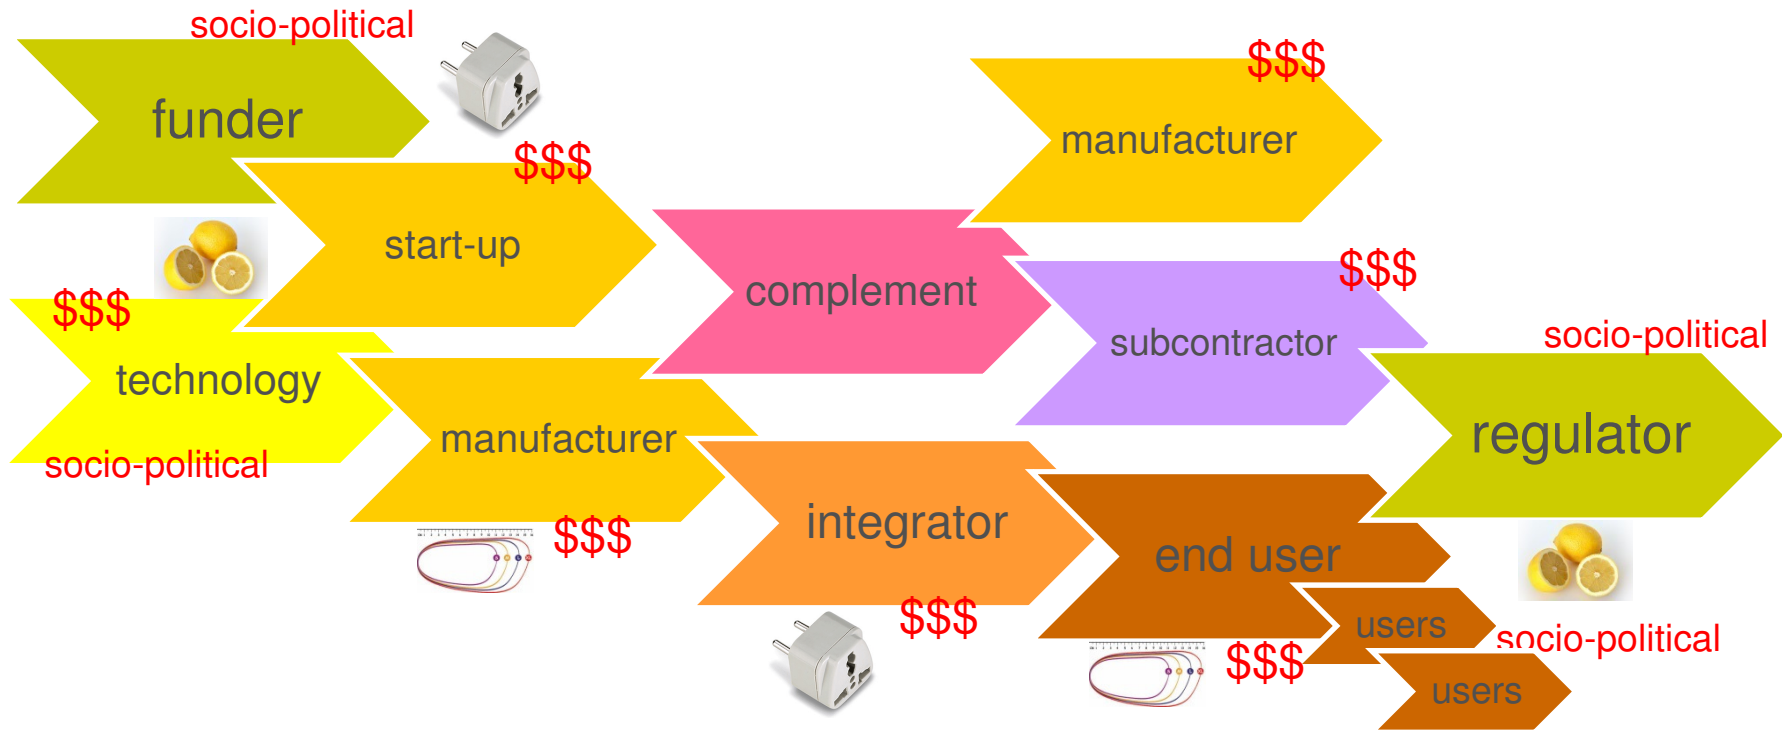 socio-political
funder
$$$
manufacturer
$$$
start-up
complement
$$$
subcontractor
$$$
technology
socio-political
socio-political
regulator
manufacturer
$$$
integrator
$$$
end user
$$$
users
socio-political
users